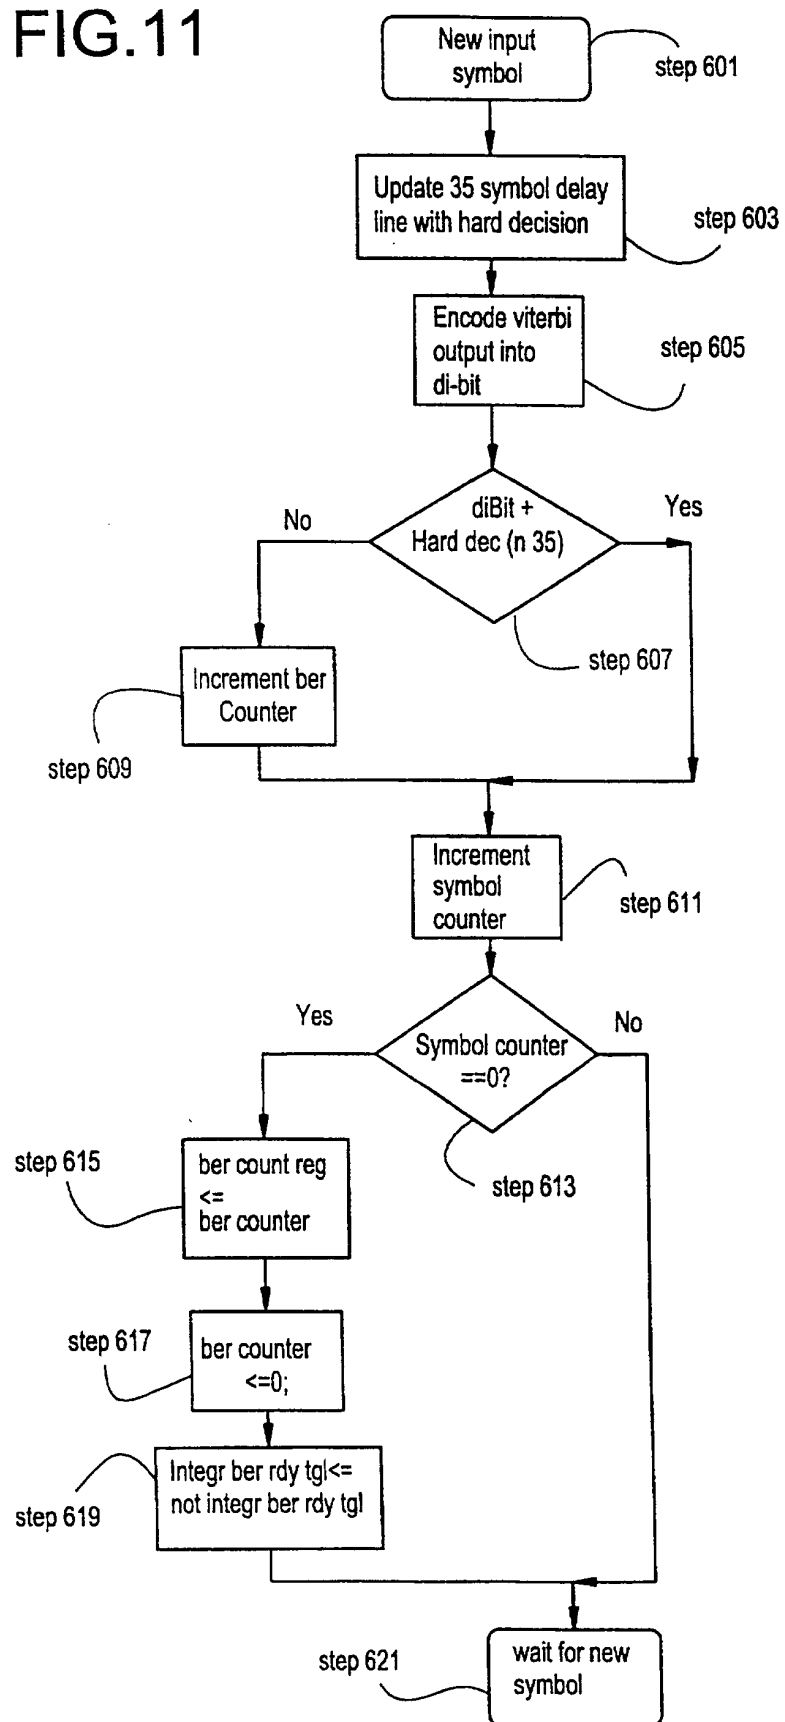 FIG.11
New input
symbol
step 601
Update 35 symbol delay
line with hard decision
step 603
Encode viterbi
output into
di-bit
step 605
diBit +
Hard dec (n 35)
No
Yes
step 607
Increment ber
Counter
step 609
Increment
symbol
counter
step 611
Yes
No
Symbol counter
==0?
step 613
step 615
ber count reg
<=
ber counter
step 617
ber counter
<=0;
Integr ber rdy tgl<=
not integr ber rdy tgl
step 619
wait for new
symbol
step 621